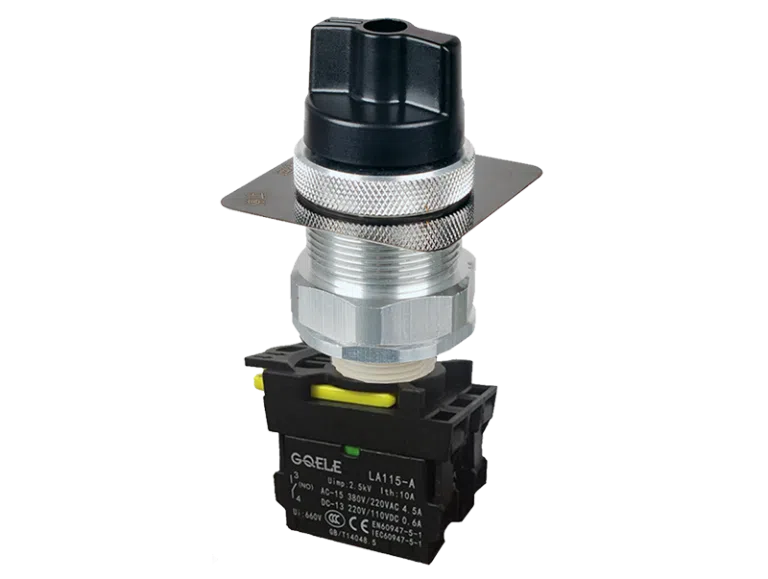 GQELE LA115-A
3 Uimp:2.5kV Ith:10A
(NO) AC-15 380V/220VAC 4.5A
4 DC-13 220V/110VDC 0.6A
Ui:660V CCC CE EN60947-5-1
GB/T14048.5 IEC60947-5-1